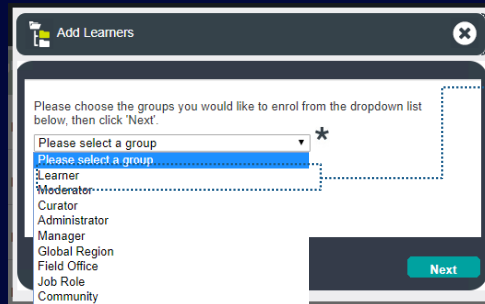 Add Learners
Please choose the groups you would like to enrol from the dropdown list
below, then click 'Next'.
Please select a group
*
Please select a group
Learner
Moderator
Curator
Administrator
Manager
Global Region
Field Office
Job Role
Community
Next